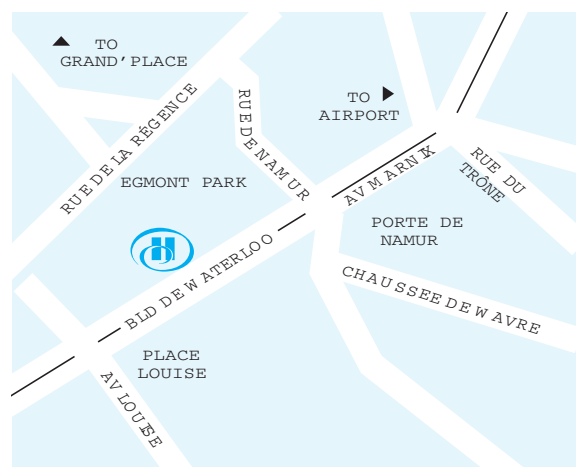 TO
GRAND'PLACE
TO
AIRPORT
RUE DE LA RÉGENCE
RUE DE NAMUR
EGMONT PARK
AV MARNIX
RUE DU
TRÔNE
PORTE DE
NAMUR
BLD DE WATERLOO
CHAUSSEE DE WAVRE
PLACE
LOUISE
AV LOUISE